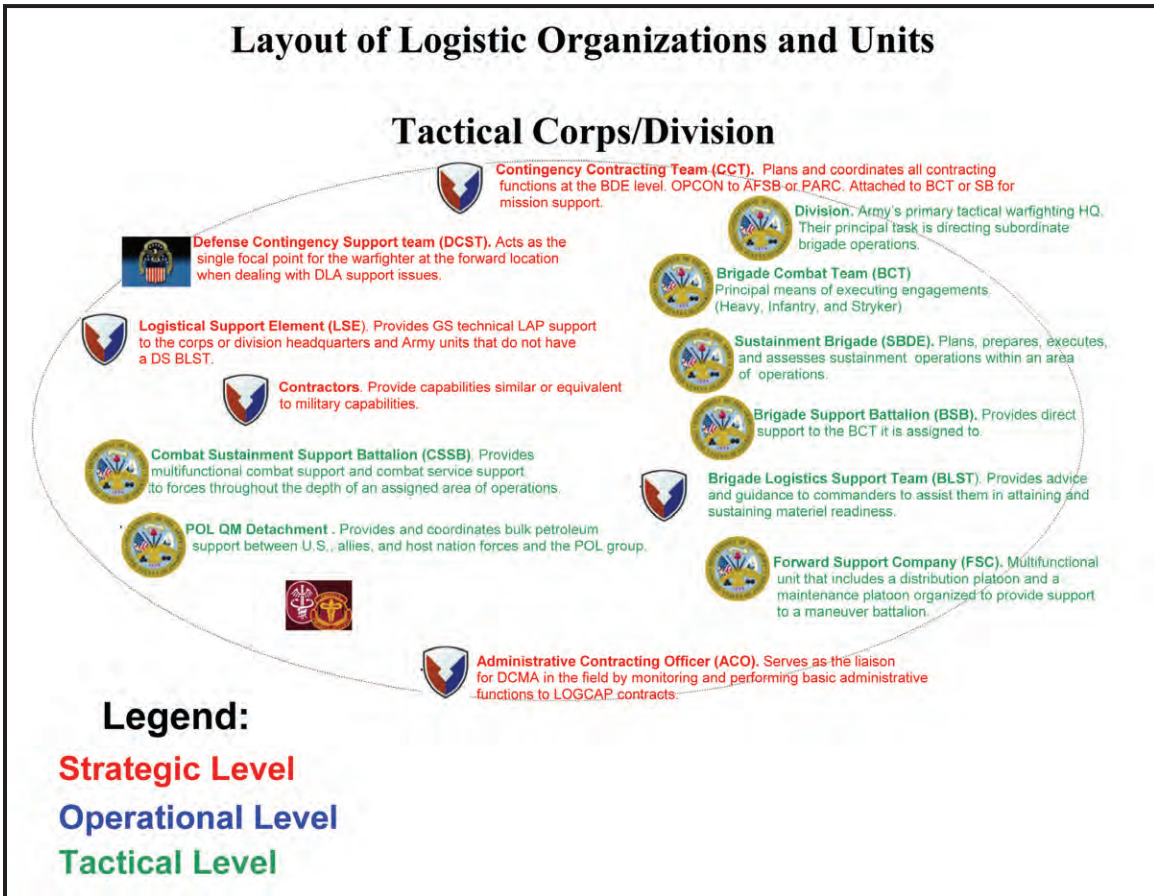 Layout of Logistic Organizations and Units
Tactical Corps/Division
Contingency Contracting Team (CCT). Plans and coordinates all contracting
functions at the BDE level. OPCON to AFSB or PARC. Attached to BCT or SB for
mission support.
Division. Army's primary tactical warfighting HQ.
Their principal task is directing subordinate
brigade operations.
Defense Contingency Support team (DCST). Acts as the
single focal point for the warfighter at the forward location
when dealing with DLA support issues.
Brigade Combat Team (BCT)
Principal means of executing engagements
(Heavy, Infantry, and Stryker)
Logistical Support Element (LSE). Provides GS technical LAP support
to the corps or division headquarters and Army units that do not have
a DS BLST.
Sustainment Brigade (SBDE). Plans, prepares, executes,
and assesses sustainment operations within an area
of operations.
Contractors. Provide capabilities similar or equivalent
to military capabilities.
Brigade Support Battalion (BSB). Provides direct
support to the BCT it is assigned to.
Combat Sustainment Support Battalion (CSSB). Provides
multifunctional combat support and combat service support
to forces throughout the depth of an assigned area of operations.
Brigade Logistics Support Team (BLST). Provides advice
and guidance to commanders to assist them in attaining and
sustaining materiel readiness.
POL QM Detachment . Provides and coordinates bulk petroleum
support between U.S., allies, and host nation forces and the POL group.
Forward Support Company (FSC). Multifunctional
unit that includes a distribution platoon and a
maintenance platoon organized to provide support
to a maneuver battalion.
Administrative Contracting Officer (ACO). Serves as the liaison
for DCMA in the field by monitoring and performing basic administrative
functions to LOGCAP contracts.
Legend:
Strategic Level
Operational Level
Tactical Level